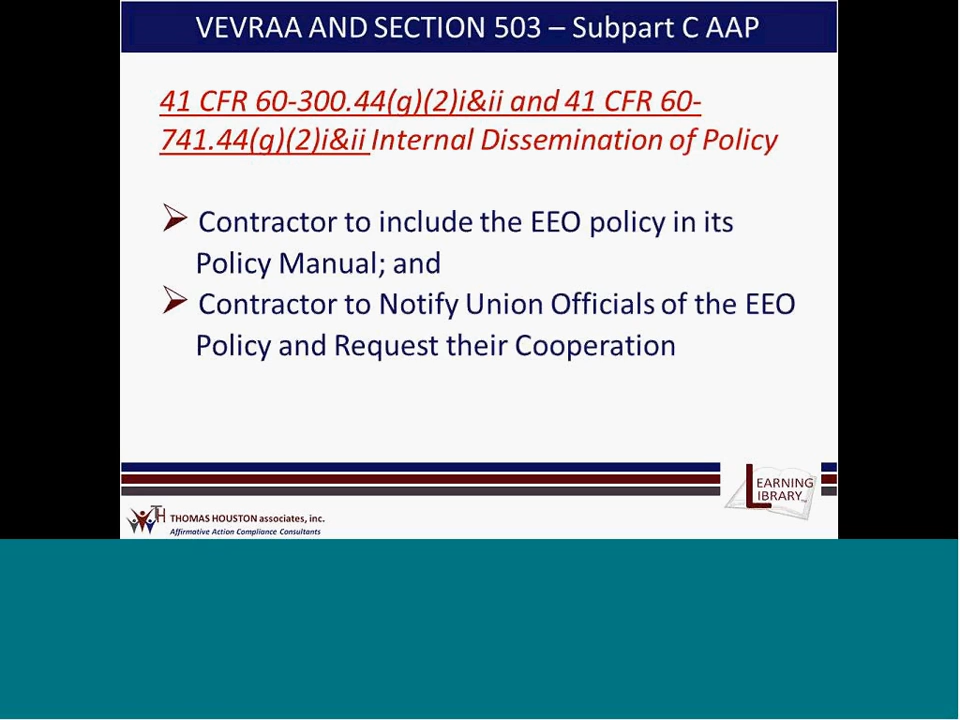 VEVRAA AND SECTION 503 – Subpart C AAP
41 CFR 60-300.44(g)(2)i&ii and 41 CFR 60-
741.44(g)(2)i&ii Internal Dissemination of Policy
➢ Contractor to include the EEO policy in its
Policy Manual; and
➢ Contractor to Notify Union Officials of the EEO
Policy and Request their Cooperation
LEARNING
LIBRARY
TH THOMAS HOUSTON associates, inc.
Affirmative Action Compliance Consultants